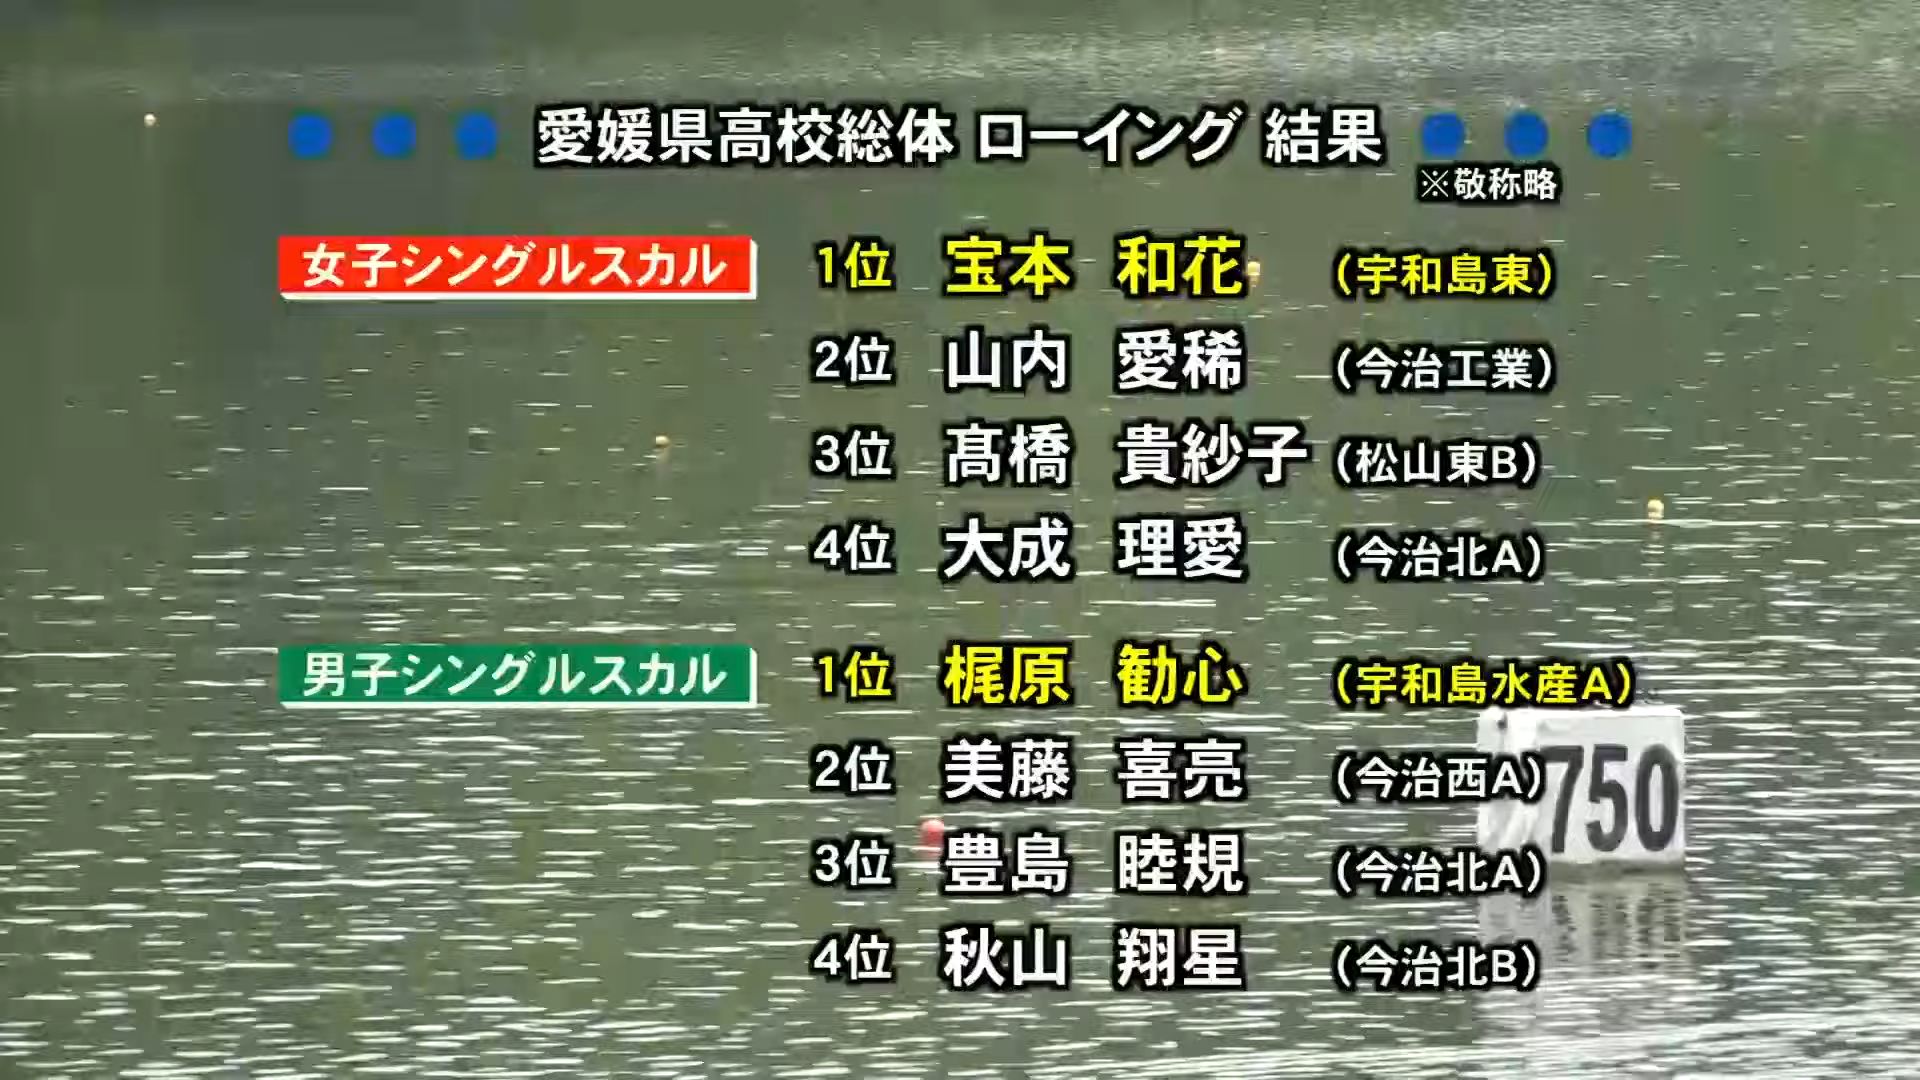 愛媛県高校総体 ローイング 結果
※敬称略
女子シングルスカル 1位 宝本 和花 (宇和島東)
2位 山内 愛稀 (今治工業)
3位 髙橋 貴紗子 (松山東B)
4位 大成 理愛 (今治北A)
男子シングルスカル 1位 梶原 勧心 (宇和島水産A)
2位 美藤 喜亮 (今治西A)
750
3位 豊島 睦規 (今治北A)
4位 秋山 翔星 (今治北B)